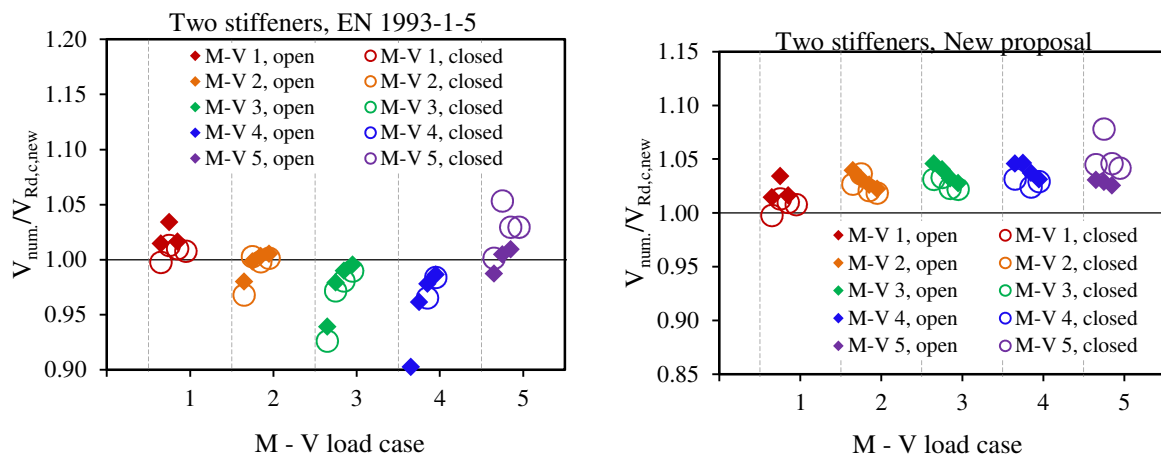 Two stiffeners, EN 1993-1-5
1.20
1.15
1.10
1.05
1.00
0.95
0.90
V_num./V_Rd,c,new
M-V 1, open M-V 1, closed
M-V 2, open M-V 2, closed
M-V 3, open M-V 3, closed
M-V 4, open M-V 4, closed
M-V 5, open M-V 5, closed
1 2 3 4 5
M - V load case
Two stiffeners, New proposal
1.15
1.10
1.05
1.00
0.95
0.90
0.85
V_num./V_Rd,c,new
M-V 1, open M-V 1, closed
M-V 2, open M-V 2, closed
M-V 3, open M-V 3, closed
M-V 4, open M-V 4, closed
M-V 5, open M-V 5, closed
1 2 3 4 5
M - V load case